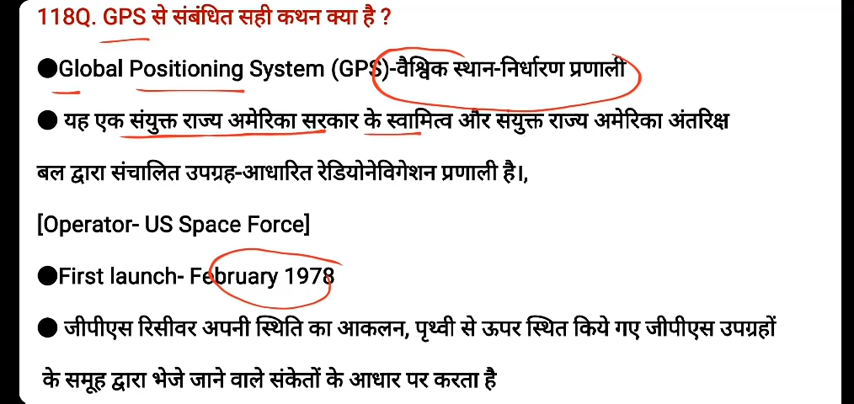 118Q. GPS से संबंधित सही कथन क्या है ?
●Global Positioning System (GPS)-वैश्विक स्थान-निर्धारण प्रणाली
● यह एक संयुक्त राज्य अमेरिका सरकार के स्वामित्व और संयुक्त राज्य अमेरिका अंतरिक्ष
बल द्वारा संचालित उपग्रह-आधारित रेडियोनेविगेशन प्रणाली है।,
[Operator- US Space Force]
●First launch- February 1978
● जीपीएस रिसीवर अपनी स्थिति का आकलन, पृथ्वी से ऊपर स्थित किये गए जीपीएस उपग्रहों
के समूह द्वारा भेजे जाने वाले संकेतों के आधार पर करता है